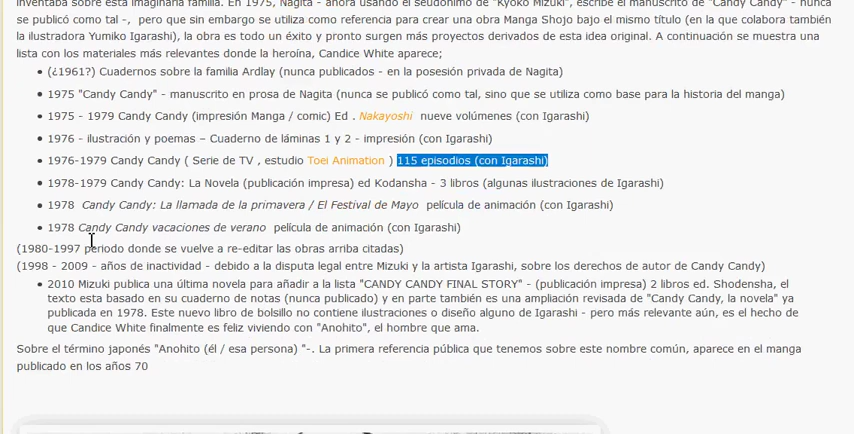 inventaba sobre esta imaginaria familia. En 1975, Nagita - ahora usando el seudónimo de "Kyoko Mizuki", escribe el manuscrito de "Candy Candy" - nunca
se publicó como tal -, pero que sin embargo se utiliza como referencia para crear una obra Manga Shojo bajo el mismo título (en la que colabora también
la ilustradora Yumiko Igarashi), la obra es todo un éxito y pronto surgen más proyectos derivados de esta idea original. A continuación se muestra una
lista con los materiales más relevantes donde la heroína, Candice White aparece;
• (¿1961?) Cuadernos sobre la familia Ardlay (nunca publicados - en la posesión privada de Nagita)
• 1975 "Candy Candy" - manuscrito en prosa de Nagita (nunca se publicó como tal, sino que se utiliza como base para la historia del manga)
• 1975 - 1979 Candy Candy (impresión Manga / comic) Ed . Nakayoshi nueve volúmenes (con Igarashi)
• 1976 - ilustración y poemas – Cuaderno de láminas 1 y 2 - impresión (con Igarashi)
• 1976-1979 Candy Candy ( Serie de TV , estudio Toei Animation ) 115 episodios (con Igarashi)
• 1978-1979 Candy Candy: La Novela (publicación impresa) ed Kodansha - 3 libros (algunas ilustraciones de Igarashi)
• 1978 Candy Candy: La llamada de la primavera / El Festival de Mayo película de animación (con Igarashi)
• 1978 Candy Candy vacaciones de verano película de animación (con Igarashi)
(1980-1997 periodo donde se vuelve a re-editar las obras arriba citadas)
(1998 - 2009 - años de inactividad - debido a la disputa legal entre Mizuki y la artista Igarashi, sobre los derechos de autor de Candy Candy)
• 2010 Mizuki publica una última novela para añadir a la lista "CANDY CANDY FINAL STORY" - (publicación impresa) 2 libros ed. Shodensha, el
texto esta basado en su cuaderno de notas (nunca publicado) y en parte también es una ampliación revisada de "Candy Candy, la novela" ya
publicada en 1978. Este nuevo libro de bolsillo no contiene ilustraciones o diseño alguno de Igarashi - pero más relevante aún, es el hecho de
que Candice White finalmente es feliz viviendo con "Anohito", el hombre que ama.
Sobre el término japonés "Anohito (él / esa persona) "-. La primera referencia pública que tenemos sobre este nombre común, aparece en el manga
publicado en los años 70